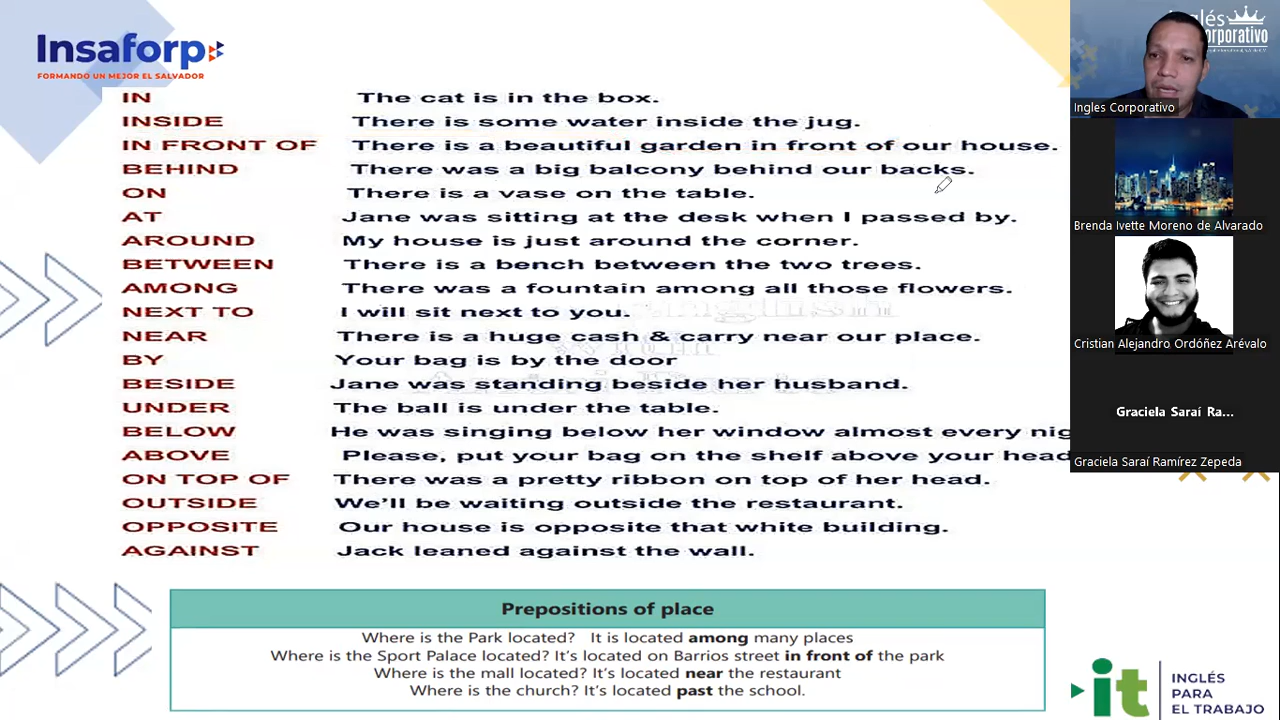 Insaforp
FORMANDO UN MEJOR EL SALVADOR
IN The cat is in the box.
INSIDE There is some water inside the jug.
IN FRONT OF There is a beautiful garden in front of our house.
BEHIND There was a big balcony behind our backs.
ON There is a vase on the table.
AT Jane was sitting at the desk when I passed by.
AROUND My house is just around the corner.
BETWEEN There is a bench between the two trees.
AMONG There was a fountain among all those flowers.
NEXT TO I will sit next to you.
NEAR There is a huge cash & carry near our place.
BY Your bag is by the door
BESIDE Jane was standing beside her husband.
UNDER The ball is under the table.
BELOW He was singing below her window almost every nig
ABOVE Please, put your bag on the shelf above your head
ON TOP OF There was a pretty ribbon on top of her head.
OUTSIDE We'll be waiting outside the restaurant.
OPPOSITE Our house is opposite that white building.
AGAINST Jack leaned against the wall.
Prepositions of place
Where is the Park located? It is located among many places
Where is the Sport Palace located? It's located on Barrios street in front of the park
Where is the mall located? It's located near the restaurant
Where is the church? It's located past the school.
Inglés
orporativo
Ingles Corporativo
Brenda Ivette Moreno de Alvarado
Cristian Alejandro Ordóñez Arévalo
Graciela Saraí Ra...
Graciela Saraí Ramírez Zepeda
it
INGLÉS
PARA
EL TRABAJO